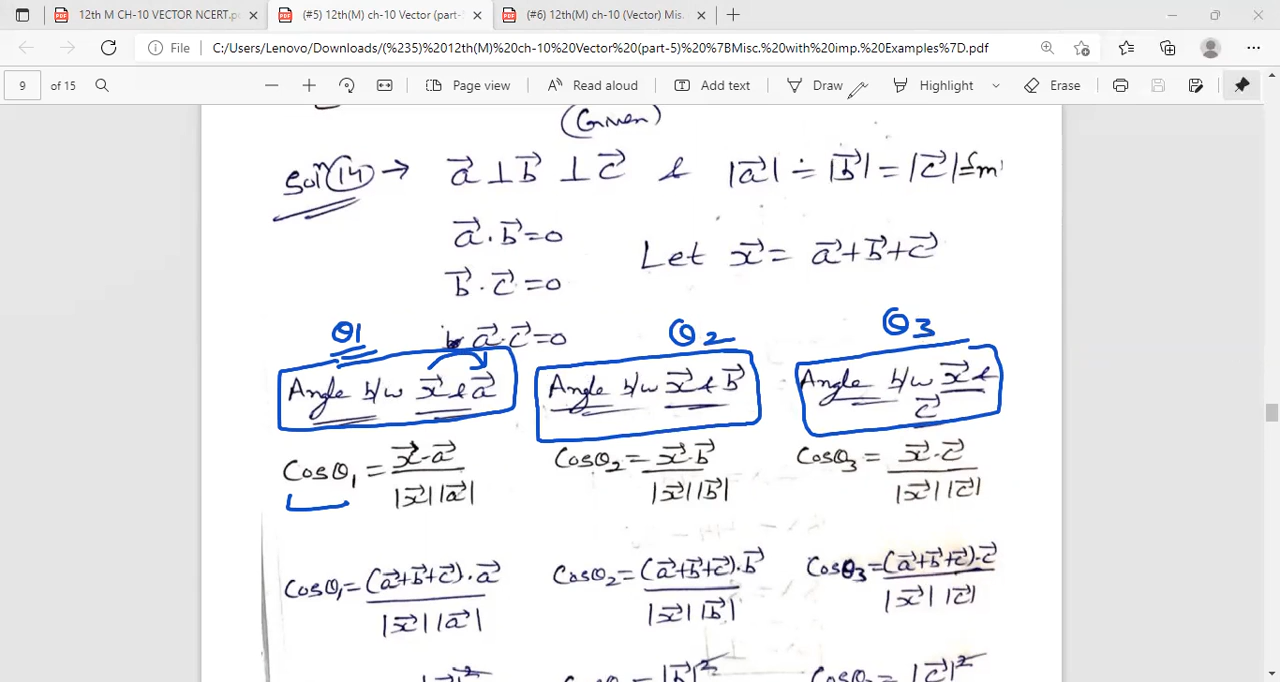 12th M CH-10 VECTOR NCERT.p
(#5) 12th(M) ch-10 Vector (part-
(#6) 12th(M) ch-10 (Vector) Mis
File C:/Users/Lenovo/Downloads/(%235)%2012th(M)%20ch-10%20Vector%20(part-5)%20%7BMisc.%20with%20imp.%20Examples%7D.pdf
9 of 15 Page view Read aloud Add text Draw Highlight Erase
(Given)
Sol^n (14) → a⃗ ⊥ b⃗ ⊥ c⃗ & |a⃗| = |b⃗| = |c⃗| = m
a⃗ . b⃗ = 0
Let x⃗ = a⃗ + b⃗ + c⃗
b⃗ . c⃗ = 0
a⃗ . c⃗ = 0
θ1 θ2 θ3
Angle b/w x⃗ & a⃗ Angle b/w x⃗ & b⃗ Angle b/w x⃗ & c⃗
Cosθ₁ = x⃗ . a⃗ / |x⃗| |a⃗| Cosθ₂ = x⃗ . b⃗ / |x⃗| |b⃗| Cosθ₃ = x⃗ . c⃗ / |x⃗| |c⃗|
Cosθ₁ = (a⃗ + b⃗ + c⃗) . a⃗ / |x⃗| |a⃗| Cosθ₂ = (a⃗ + b⃗ + c⃗) . b⃗ / |x⃗| |b⃗| Cosθ₃ = (a⃗ + b⃗ + c⃗) . c⃗ / |x⃗| |c⃗|
|b⃗|² |c⃗|²